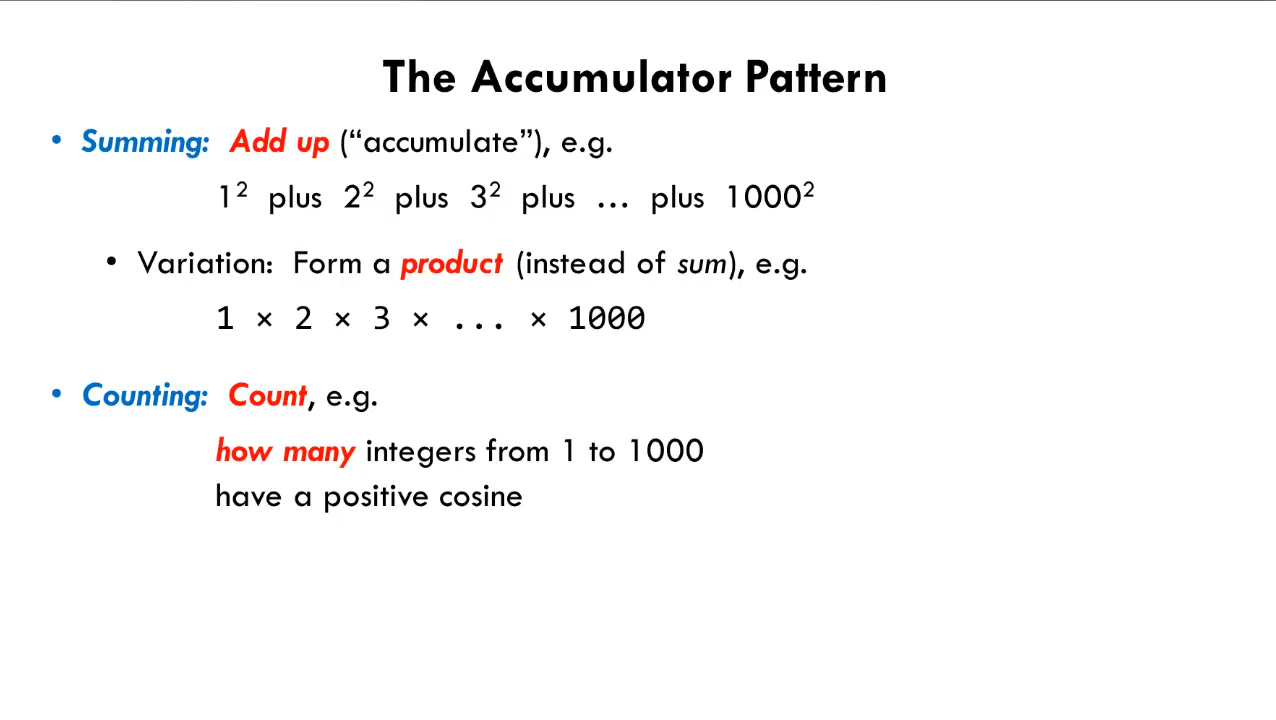 The Accumulator Pattern
• Summing: Add up (“accumulate”), e.g.
1² plus 2² plus 3² plus … plus 1000²
• Variation: Form a product (instead of sum), e.g.
1 × 2 × 3 × ... × 1000
• Counting: Count, e.g.
how many integers from 1 to 1000
have a positive cosine